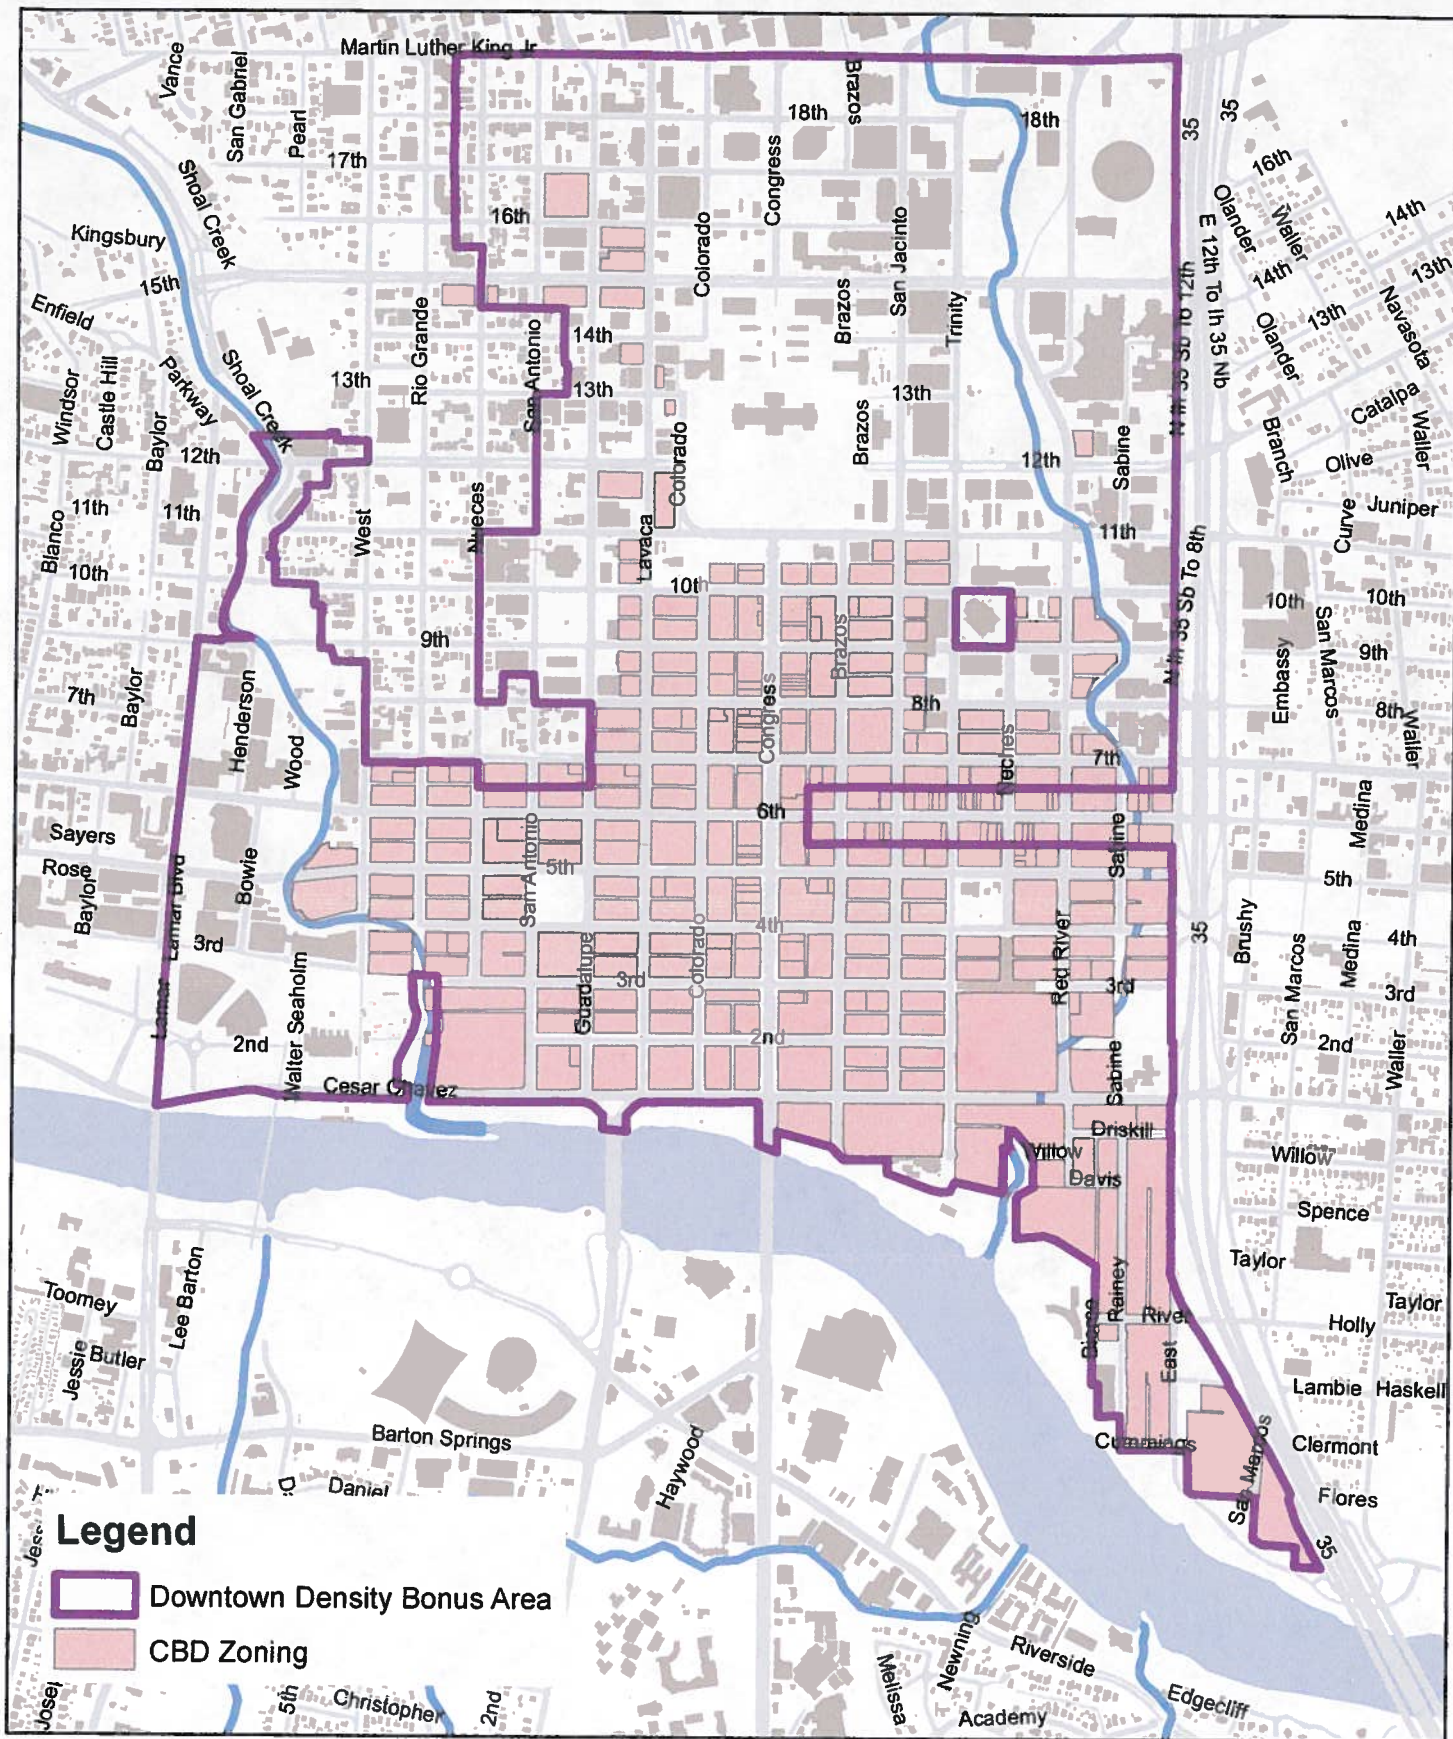 Martin Luther King Jr
Vance
San Gabriel
Pearl
17th
Brazos
18th
18th
35
35
Shoal Creek
16th
Congress
16th
Olander
Waller
14th
Kingsbury
15th
Colorado
San Jacinto
E 12th To Ih 35 Nb
14th
13th
Enfield
Rio Grande
Brazos
Trinity
N Ih 35 Sb To 12th
13th
Navasota
San Antonio
14th
Olander
Shoal Creek
Parkway
Windsor
Castle Hill
13th
13th
13th
Catalpa
Baylor
12th
Brazos
Colorado
12th
Sabine
Branch
Waller
Olive
11th
11th
West
Nueces
Lavaca
11th
Curve
Juniper
Blanco
10th
10th
N Ih 35 Sb To 8th
10th
10th
9th
Brazos
San Marcos
9th
Embassy
7th
Baylor
Henderson
Wood
Congress
8th
Neches
7th
8th
Waller
6th
Medina
Sayers
Rose
Baylor
Bowie
San Antonio
5th
Sabine
5th
Lamar Blvd
3rd
4th
Red River
35
Brushy
San Marcos
Medina
4th
Guadalupe
Colorado
3rd
3rd
3rd
Lamar
2nd
Walter Seaholm
2nd
2nd
Waller
Cesar Chavez
Sabine
Driskill
Willow
Willow
Davis
Spence
Taylor
Toomey
Lee Barton
Rainey
River
Taylor
Holly
Jessie
Butler
East
Lambie
Haskell
Barton Springs
Haywood
Cummings
San Marcos
Clermont
Daniel
Flores
35
Legend
Downtown Density Bonus Area
CBD Zoning
Newning
Riverside
Melissa
Edgecliff
Academy
5th
Christopher
2nd